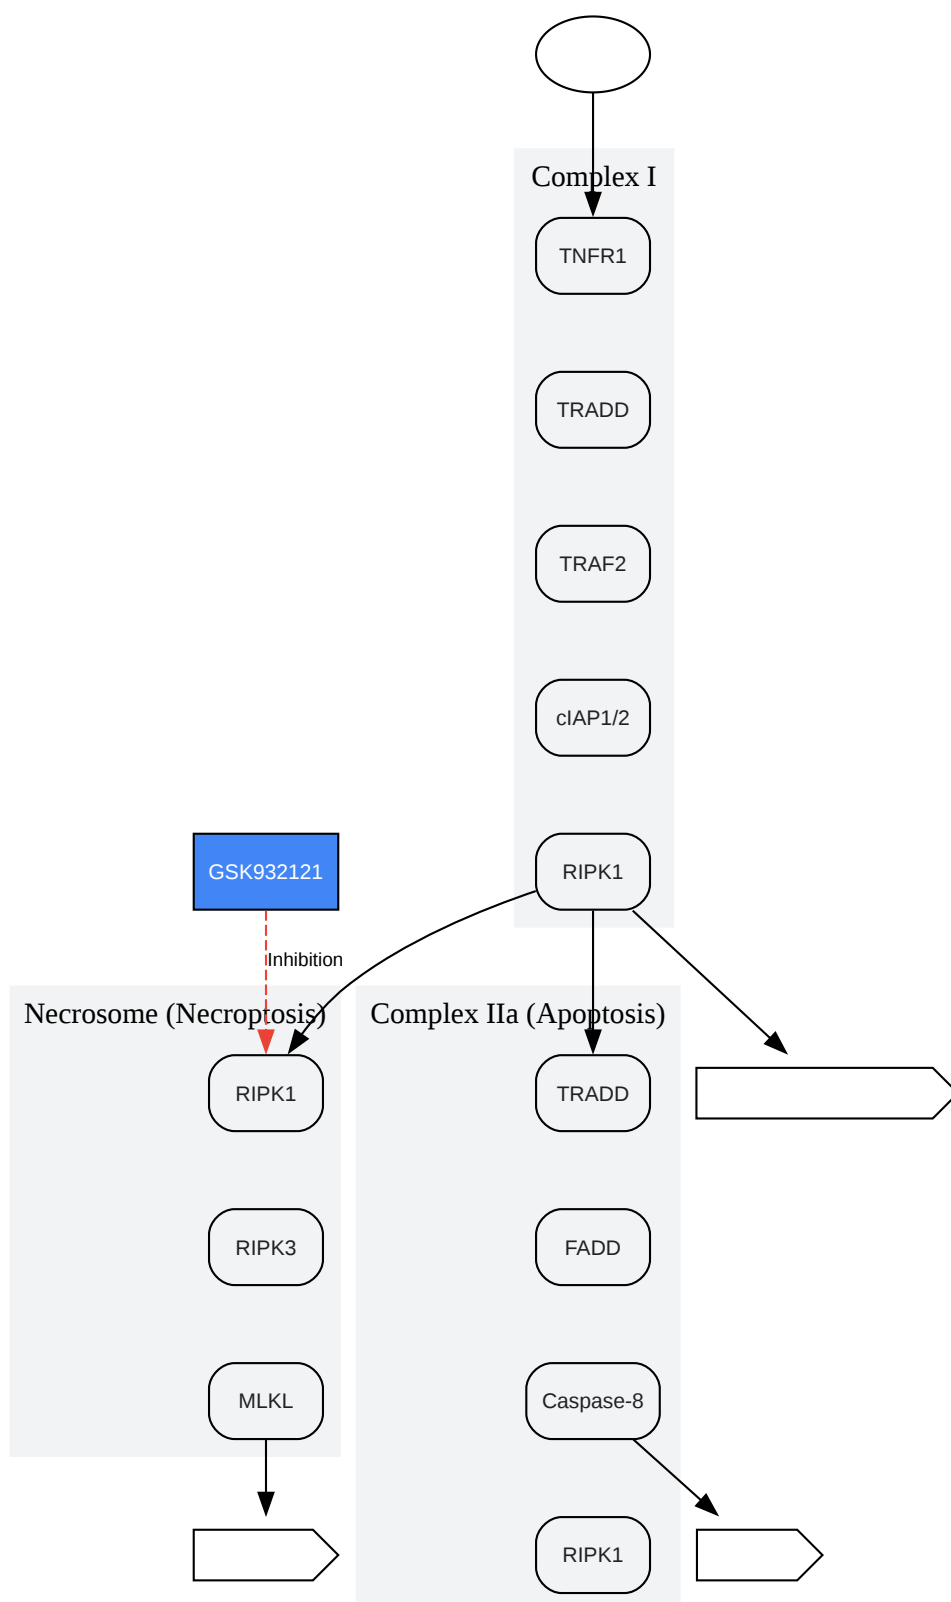 Complex I
TNFR1
TRADD
TRAF2
cIAP1/2
GSK932121
RIPK1
Inhibition
Necrosome (Necroptosis)
Complex IIa (Apoptosis)
RIPK1
TRADD
RIPK3
FADD
MLKL
Caspase-8
RIPK1